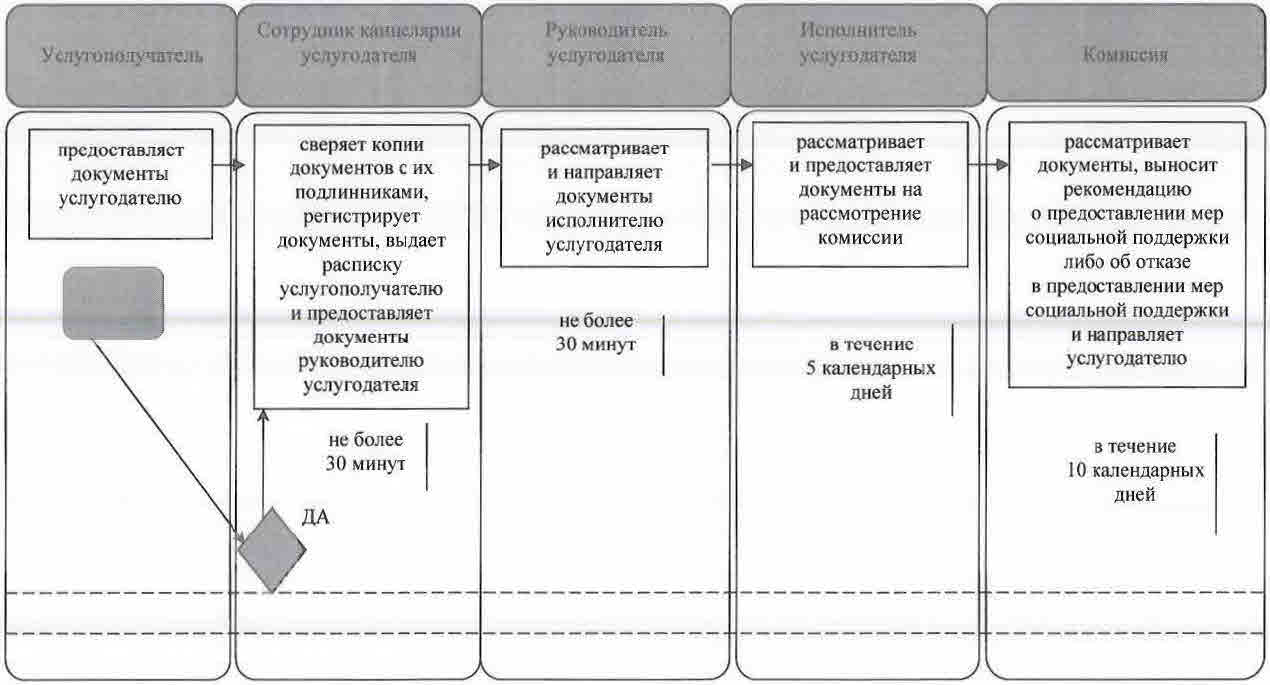 Услугополучатель
Сотрудник канцелярии
услугодателя
Руководитель
услугодателя
Исполнитель
услугодателя
Комиссия
предоставляет
документы
услугодателю
сверяет копии
документов с их
подлинниками,
регистрирует
документы, выдает
расписку
услугополучателю
и предоставляет
документы
руководителю
услугодателя
не более
30 минут
ДА
рассматривает
и направляет
документы
исполнителю
услугодателя
не более
30 минут
рассматривает
и предоставляет
документы на
рассмотрение
комиссии
в течение
5 календарных
дней
рассматривает
документы, выносит
рекомендацию
о предоставлении мер
социальной поддержки
либо об отказе
в предоставлении мер
социальной поддержки
и направляет
услугодателю
в течение
10 календарных
дней